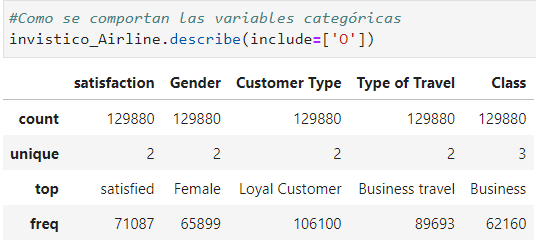 #Como se comportan las variables categóricas
invistico_Airline.describe(include=['O'])
satisfaction Gender Customer Type Type of Travel Class
count 129880 129880 129880 129880 129880
unique 2 2 2 2 3
top satisfied Female Loyal Customer Business travel Business
freq 71087 65899 106100 89693 62160